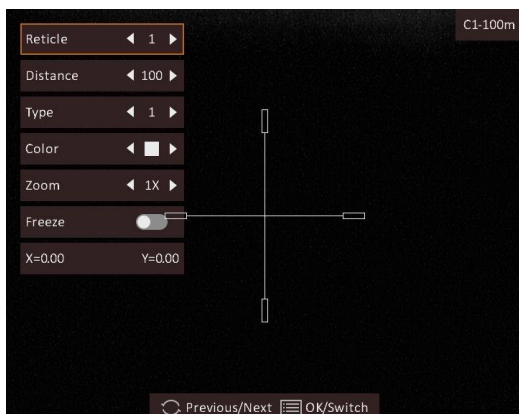 C1-100m
Reticle 1
Distance 100
Type 1
Color
Zoom 1X
Freeze
X=0.00 Y=0.00
Previous/Next OK/Switch